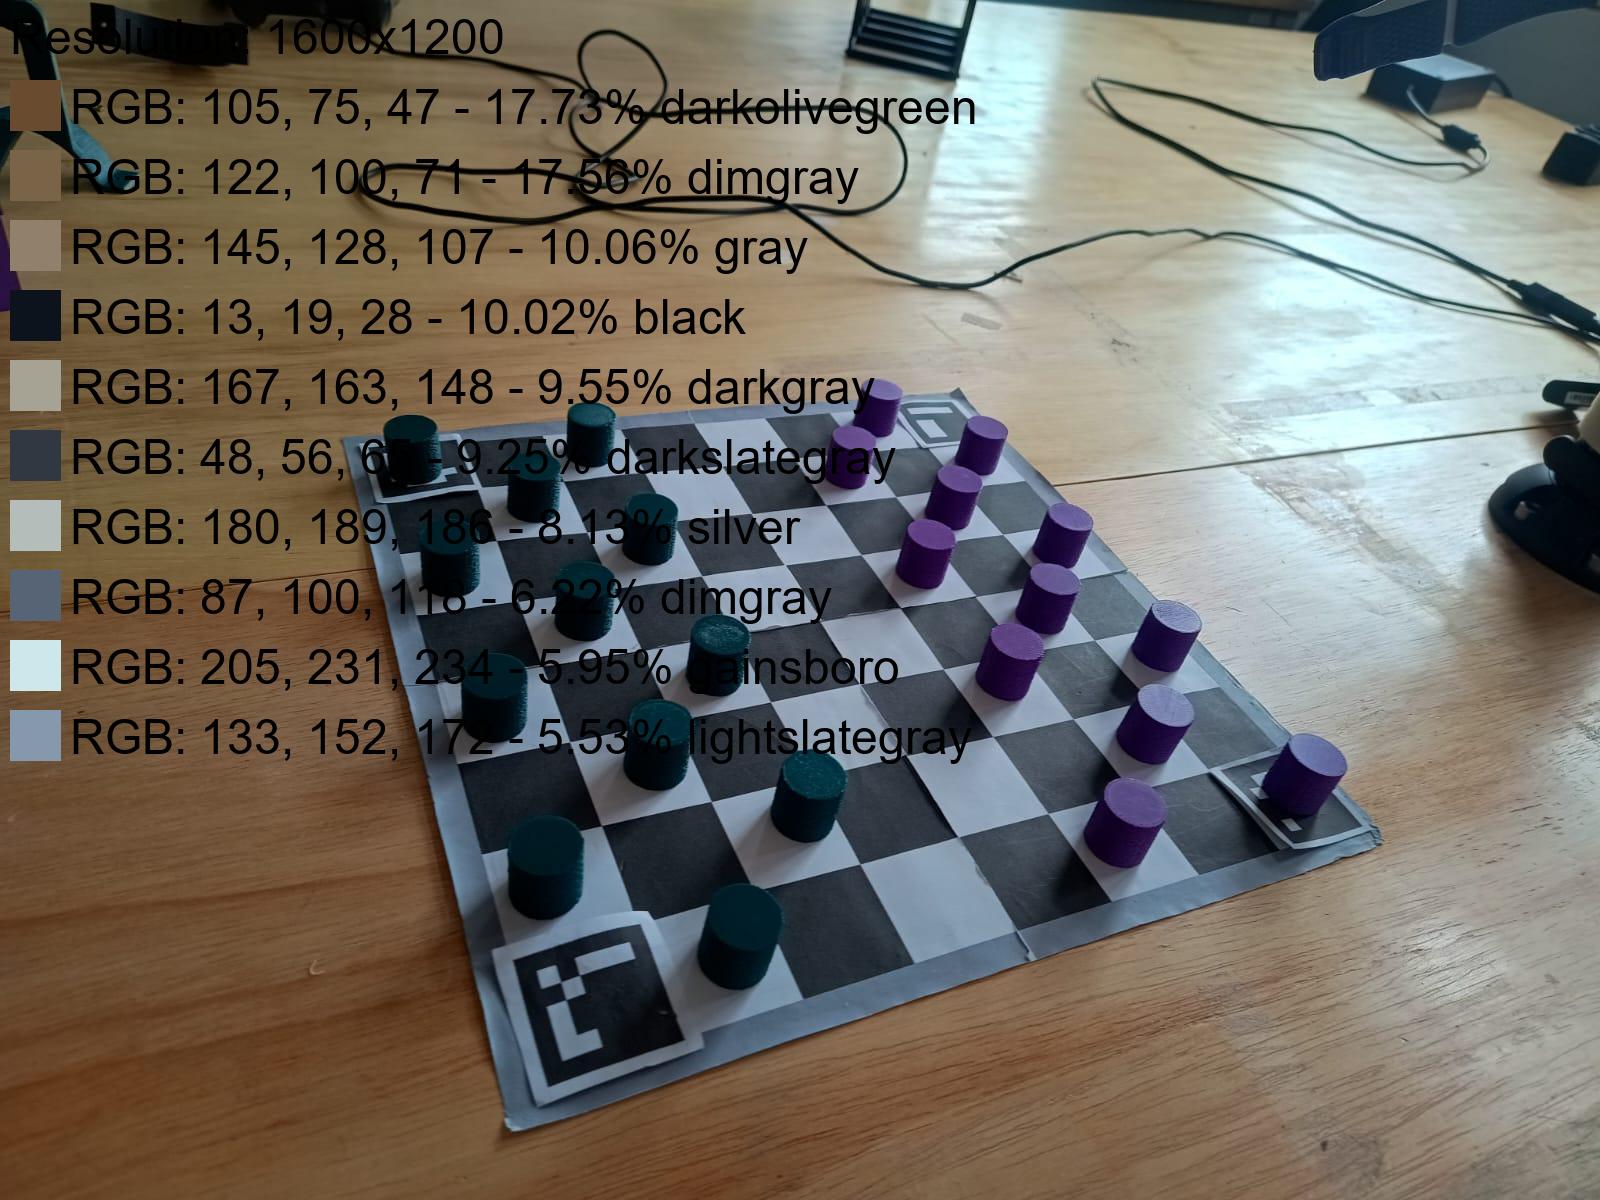 Resolution: 1600x1200
RGB: 105, 75, 47 - 17.73% darkolivegreen
RGB: 122, 100, 71 - 17.56% dimgray
RGB: 145, 128, 107 - 10.06% gray
RGB: 13, 19, 28 - 10.02% black
RGB: 167, 163, 148 - 9.55% darkgray
RGB: 48, 56, 67 - 9.25% darkslategray
RGB: 180, 189, 186 - 8.13% silver
RGB: 87, 100, 118 - 6.22% dimgray
RGB: 205, 231, 234 - 5.95% gainsboro
RGB: 133, 152, 172 - 5.53% lightslategray